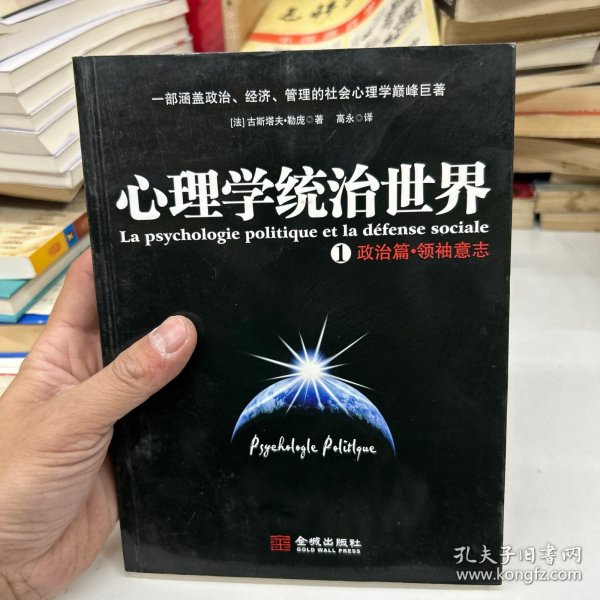 一部涵盖政治、经济、管理的社会心理学巅峰巨著
[法] 古斯塔夫·勒庞 著 高永 译
心理学统治世界
La psychologie politique et la défense sociale
1 政治篇·领袖意志
Psychologle Politlque
金城出版社
GOLD WALL PRESS
孔夫子旧书网
www.kongfz.com